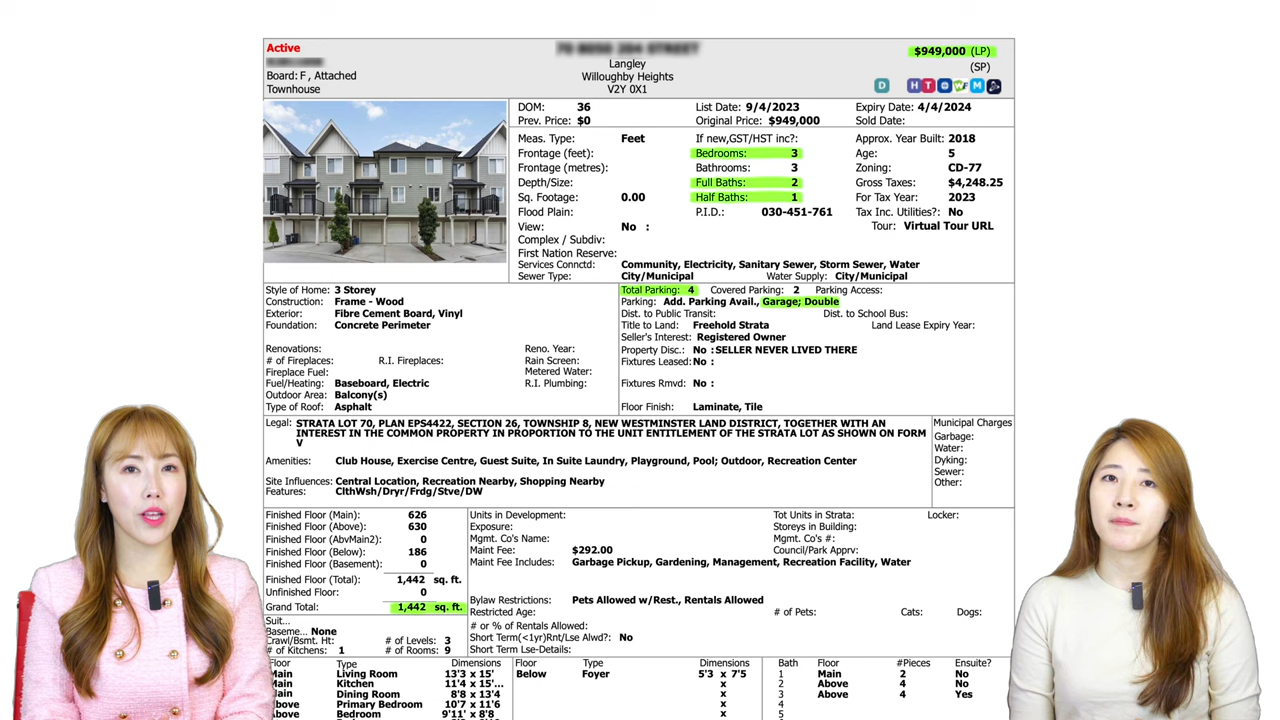 Active
$949,000 (LP)
Langley
(SP)
Board: F , Attached
Willoughby Heights
Townhouse
V2Y 0X1
D H T WF M
DOM: 36 List Date: 9/4/2023 Expiry Date: 4/4/2024
Prev. Price: $0 Original Price: $949,000 Sold Date:
Meas. Type: Feet If new,GST/HST inc?: Approx. Year Built: 2018
Frontage (feet): Bedrooms: 3 Age: 5
Frontage (metres): Bathrooms: 3 Zoning: CD-77
Depth/Size: Full Baths: 2 Gross Taxes: $4,248.25
Sq. Footage: 0.00 Half Baths: 1 For Tax Year: 2023
Flood Plain: P.I.D.: 030-451-761 Tax Inc. Utilities?: No
View: No : Tour: Virtual Tour URL
Complex / Subdiv:
First Nation Reserve:
Services Connctd: Community, Electricity, Sanitary Sewer, Storm Sewer, Water
Sewer Type: City/Municipal Water Supply: City/Municipal
Style of Home: 3 Storey
Construction: Frame - Wood
Exterior: Fibre Cement Board, Vinyl
Foundation: Concrete Perimeter
Renovations: Reno. Year:
# of Fireplaces: R.I. Fireplaces: Rain Screen:
Fireplace Fuel: Metered Water:
Fuel/Heating: Baseboard, Electric R.I. Plumbing:
Outdoor Area: Balcony(s)
Type of Roof: Asphalt
Total Parking: 4 Covered Parking: 2 Parking Access:
Parking: Add. Parking Avail., Garage; Double
Dist. to Public Transit: Dist. to School Bus:
Title to Land: Freehold Strata Land Lease Expiry Year:
Seller's Interest: Registered Owner
Property Disc.: No :SELLER NEVER LIVED THERE
Fixtures Leased: No :
Fixtures Rmvd: No :
Floor Finish: Laminate, Tile
Legal: STRATA LOT 70, PLAN EPS4422, SECTION 26, TOWNSHIP 8, NEW WESTMINSTER LAND DISTRICT, TOGETHER WITH AN
INTEREST IN THE COMMON PROPERTY IN PROPORTION TO THE UNIT ENTITLEMENT OF THE STRATA LOT AS SHOWN ON FORM
V
Amenities: Club House, Exercise Centre, Guest Suite, In Suite Laundry, Playground, Pool; Outdoor, Recreation Center
Site Influences: Central Location, Recreation Nearby, Shopping Nearby
Features: ClthWsh/Dryr/Frdg/Stve/DW
Municipal Charges
Garbage:
Water:
Dyking:
Sewer:
Other:
Finished Floor (Main): 626
Finished Floor (Above): 630
Finished Floor (AbvMain2): 0
Finished Floor (Below): 186
Finished Floor (Basement): 0
Finished Floor (Total): 1,442 sq. ft.
Unfinished Floor: 0
Grand Total: 1,442 sq. ft.
Suit...
Baseme... None
Crawl/Bsmt. Ht: # of Levels: 3
# of Kitchens: 1 # of Rooms: 9
Units in Development: Tot Units in Strata: Locker:
Exposure: Storeys in Building:
Mgmt. Co's Name: Mgmt. Co's #:
Maint Fee: $292.00 Council/Park Apprv:
Maint Fee Includes: Garbage Pickup, Gardening, Management, Recreation Facility, Water
Bylaw Restrictions: Pets Allowed w/Rest., Rentals Allowed
Restricted Age: # of Pets: Cats: Dogs:
# or % of Rentals Allowed:
Short Term(<1yr)Rnt/Lse Alwd?: No
Short Term Lse-Details:
Floor Type Dimensions Floor Type Dimensions Bath Floor #Pieces Ensuite?
Main Living Room 13'3 x 15' Below Foyer 5'3 x 7'5 1 Main 2 No
Main Kitchen 11'4 x 15'... x 2 Above 4 No
Main Dining Room 8'8 x 13'4 x 3 Above 4 Yes
Above Primary Bedroom 10'7 x 11'6 x 4
Above Bedroom 9'11' x 8'8 x 5